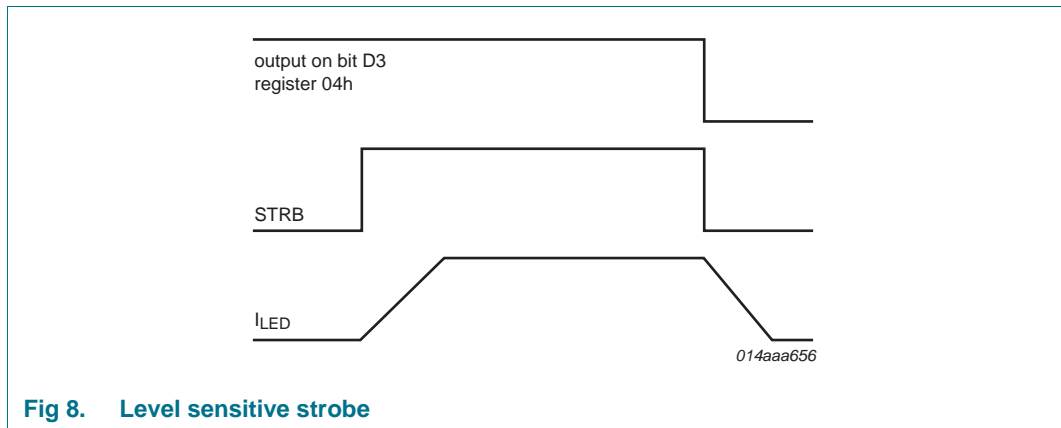 output on bit D3
register 04h
STRB
ILED
014aaa656
Fig 8. Level sensitive strobe